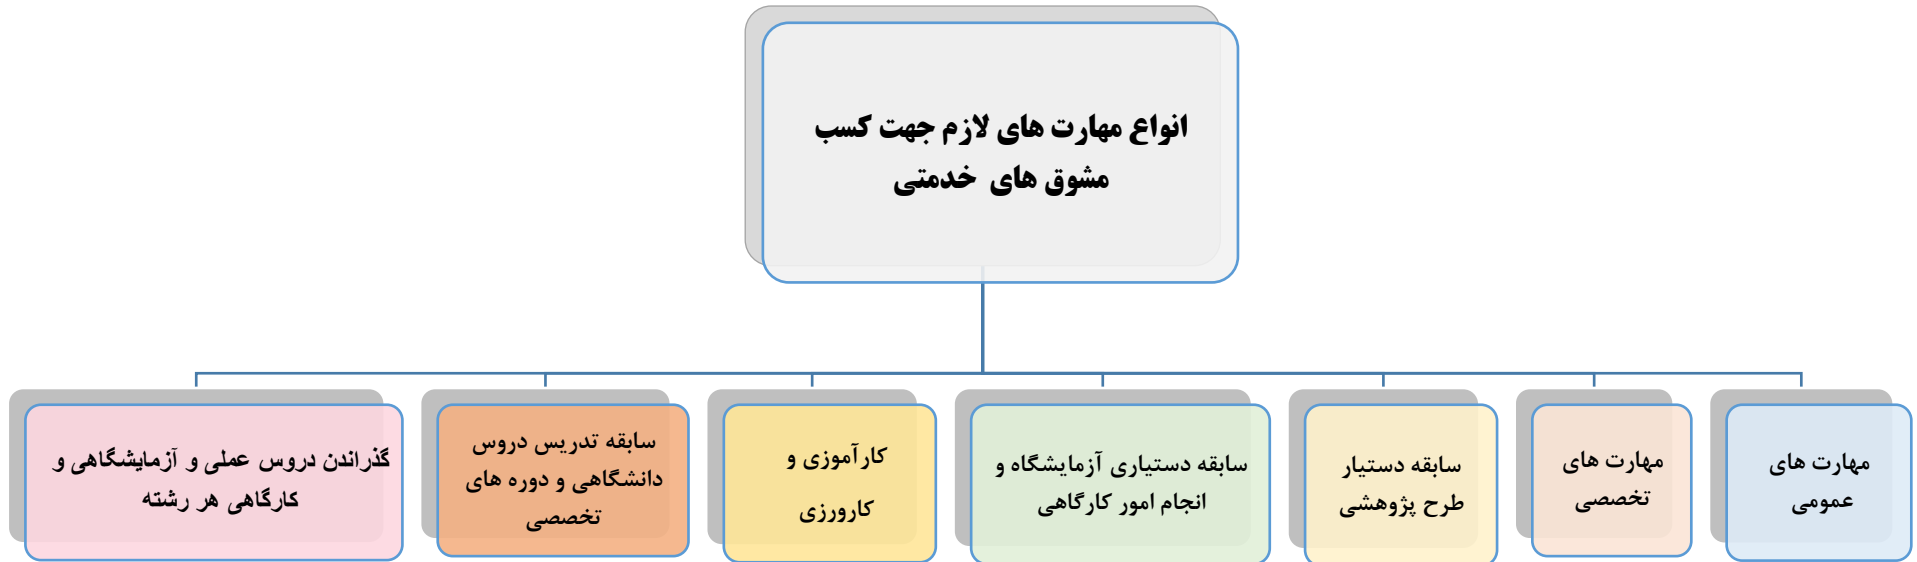 انواع مهارت های لازم جهت کسب
مشوق های خدمتی
مهارت های
عمومی
مهارت های
تخصصی
سابقه دستیار
طرح پژوهشی
سابقه دستیاری آزمایشگاه و
انجام امور کارگاهی
کارآموزی و
کارورزی
سابقه تدریس دروس
دانشگاهی و دوره های
تخصصی
گذراندن دروس عملی و آزمایشگاهی و
کارگاهی هر رشته